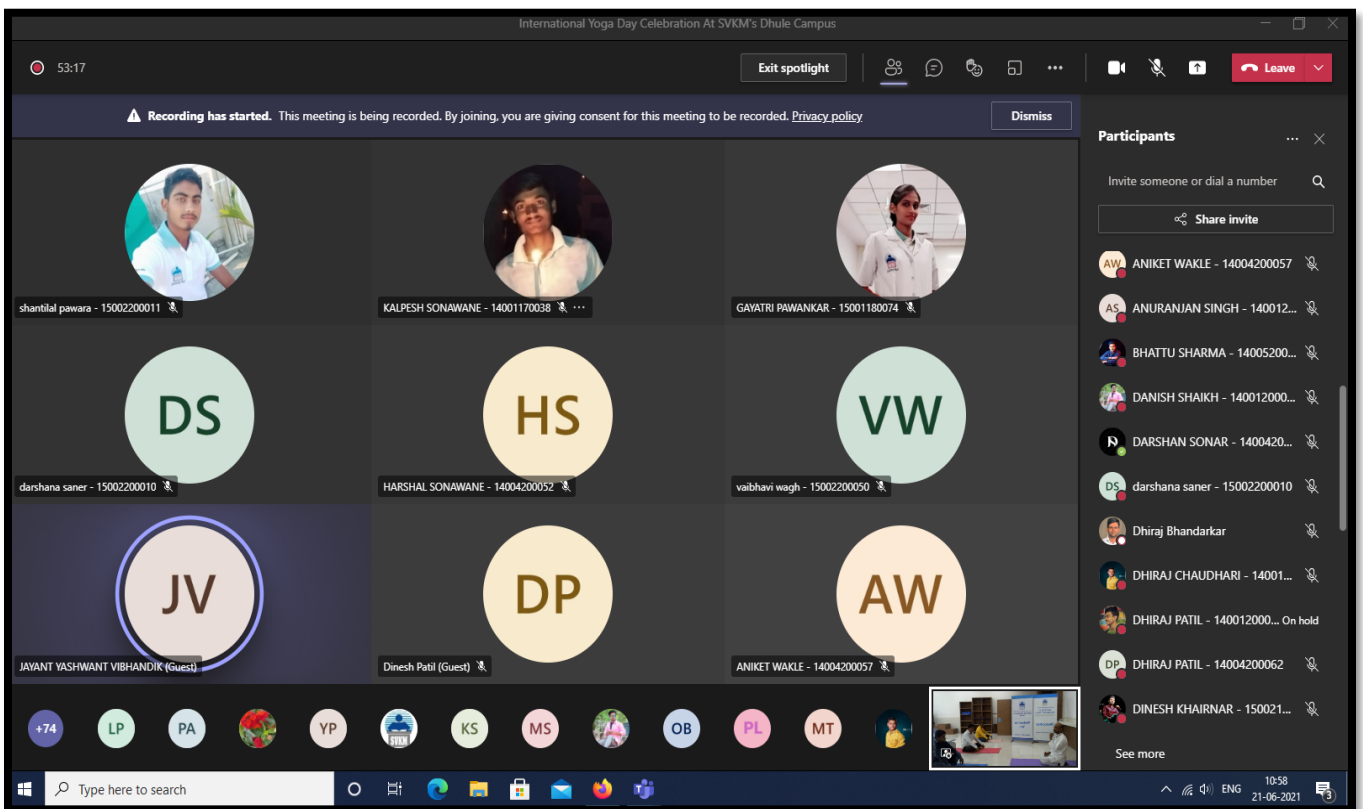 International Yoga Day Celebration At SVKM's Dhule Campus
53:17
Exit spotlight
Leave
Recording has started. This meeting is being recorded. By joining, you are giving consent for this meeting to be recorded. Privacy policy
Dismiss
shantilal pawara - 15002200011
KALPESH SONAWANE - 14001170038 ...
GAYATRI PAWANKAR - 15001180074
DS
darshana saner - 15002200010
HS
HARSHAL SONAWANE - 14004200052
VW
vaibhavi wagh - 15002200050
JV
JAYANT YASHWANT VIBHANDIK (Guest)
DP
Dinesh Patil (Guest)
AW
ANIKET WAKLE - 14004200057
+74
LP
PA
YP
SVKM
KS
MS
OB
PL
MT
Participants
Invite someone or dial a number
Share invite
AW ANIKET WAKLE - 14004200057
AS ANURANJAN SINGH - 140012...
BHATTU SHARMA - 14005200...
DANISH SHAIKH - 140012000...
DARSHAN SONAR - 1400420...
DS darshana saner - 15002200010
Dhiraj Bhandarkar
DHIRAJ CHAUDHARI - 14001...
DHIRAJ PATIL - 140012000... On hold
DP DHIRAJ PATIL - 14004200062
DINESH KHAIRNAR - 150021...
See more
Type here to search
ENG
10:58
21-06-2021
3